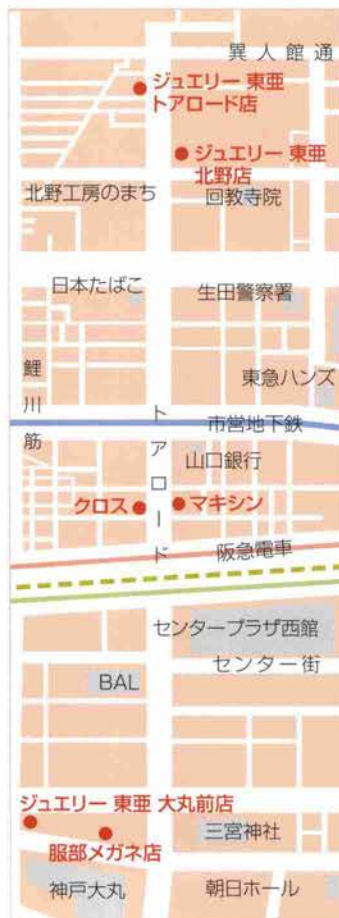 異人館通
ジュエリー 東亜
トアロード店
ジュエリー 東亜
北野店
北野工房のまち
回教寺院
日本たばこ
生田警察署
鯉川筋
東急ハンズ
トアロード
市営地下鉄
山口銀行
クロス
マキシン
阪急電車
センタープラザ西館
センター街
BAL
ジュエリー 東亜 大丸前店
服部メガネ店
三宮神社
神戸大丸
朝日ホール